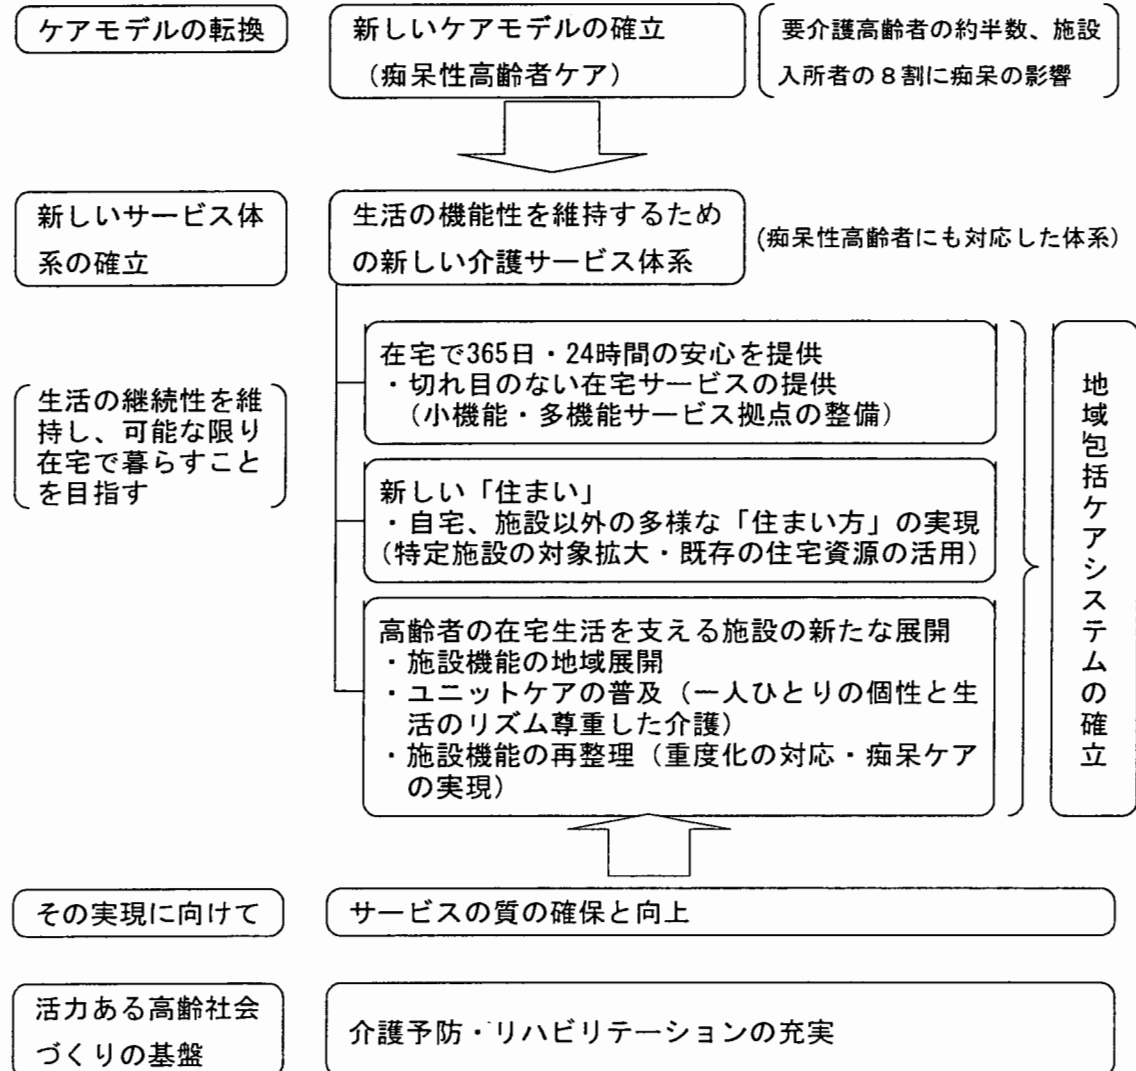 ケアモデルの転換
新しいケアモデルの確立
(痴呆性高齢者ケア)
要介護高齢者の約半数、施設
入所者の8割に痴呆の影響
新しいサービス体
系の確立
生活の機能性を維持するため
の新しい介護サービス体系
(痴呆性高齢者にも対応した体系)
生活の継続性を維
持し、可能な限り
在宅で暮らすこと
を目指す
在宅で365日・24時間の安心を提供
・切れ目のない在宅サービスの提供
(小機能・多機能サービス拠点の整備)
新しい「住まい」
・自宅、施設以外の多様な「住まい方」の実現
(特定施設の対象拡大・既存の住宅資源の活用)
高齢者の在宅生活を支える施設の新たな展開
・施設機能の地域展開
・ユニットケアの普及(一人ひとりの個性と生
活のリズム尊重した介護)
・施設機能の再整理(重度化の対応・痴呆ケア
の実現)
地域包括ケアシステムの確立
その実現に向けて
サービスの質の確保と向上
活力ある高齢社会
づくりの基盤
介護予防・リハビリテーションの充実